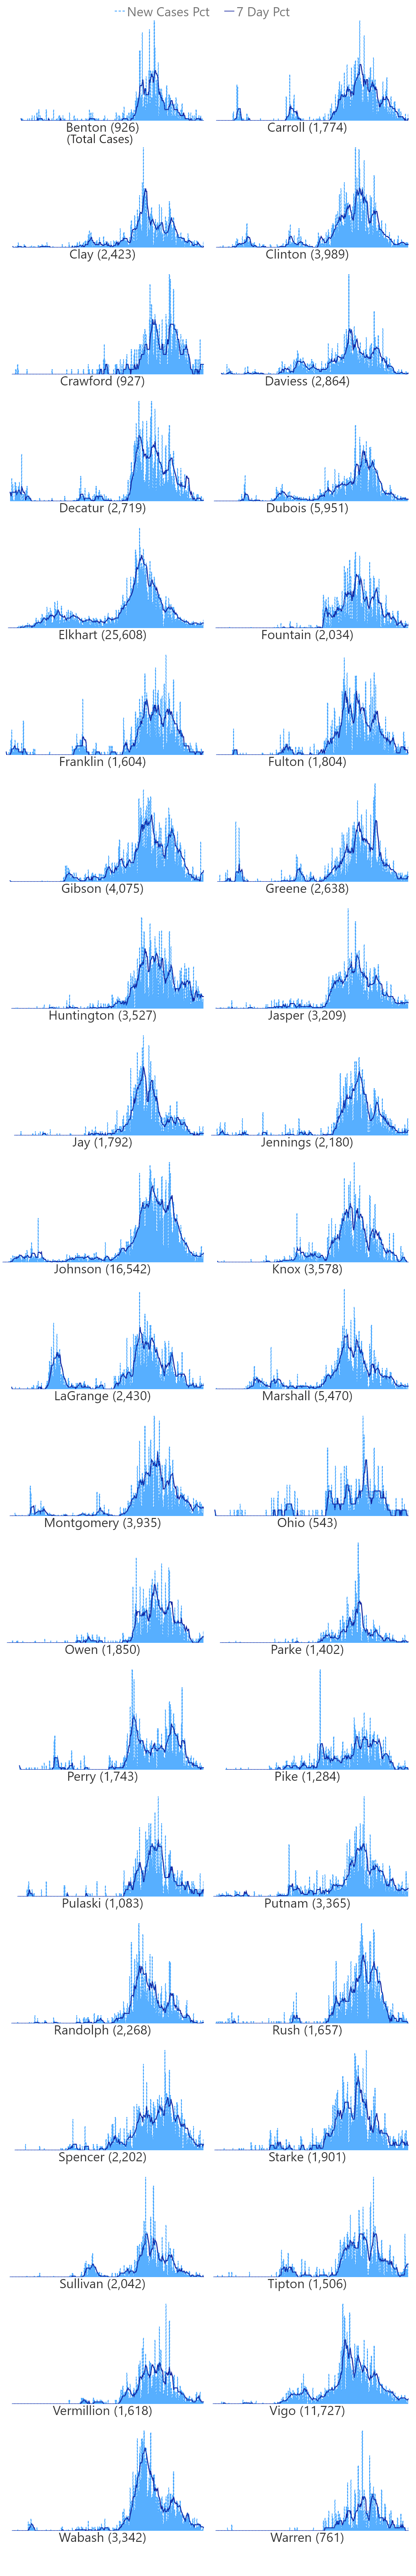 New Cases Pct 7 Day Pct
Benton (926) Carroll (1,774)
(Total Cases)
Clay (2,423) Clinton (3,989)
Crawford (927) Daviess (2,864)
Decatur (2,719) Dubois (5,951)
Elkhart (25,608) Fountain (2,034)
Franklin (1,604) Fulton (1,804)
Gibson (4,075) Greene (2,638)
Huntington (3,527) Jasper (3,209)
Jay (1,792) Jennings (2,180)
Johnson (16,542) Knox (3,578)
LaGrange (2,430) Marshall (5,470)
Montgomery (3,935) Ohio (543)
Owen (1,850) Parke (1,402)
Perry (1,743) Pike (1,284)
Pulaski (1,083) Putnam (3,365)
Randolph (2,268) Rush (1,657)
Spencer (2,202) Starke (1,901)
Sullivan (2,042) Tipton (1,506)
Vermillion (1,618) Vigo (11,727)
Wabash (3,342) Warren (761)